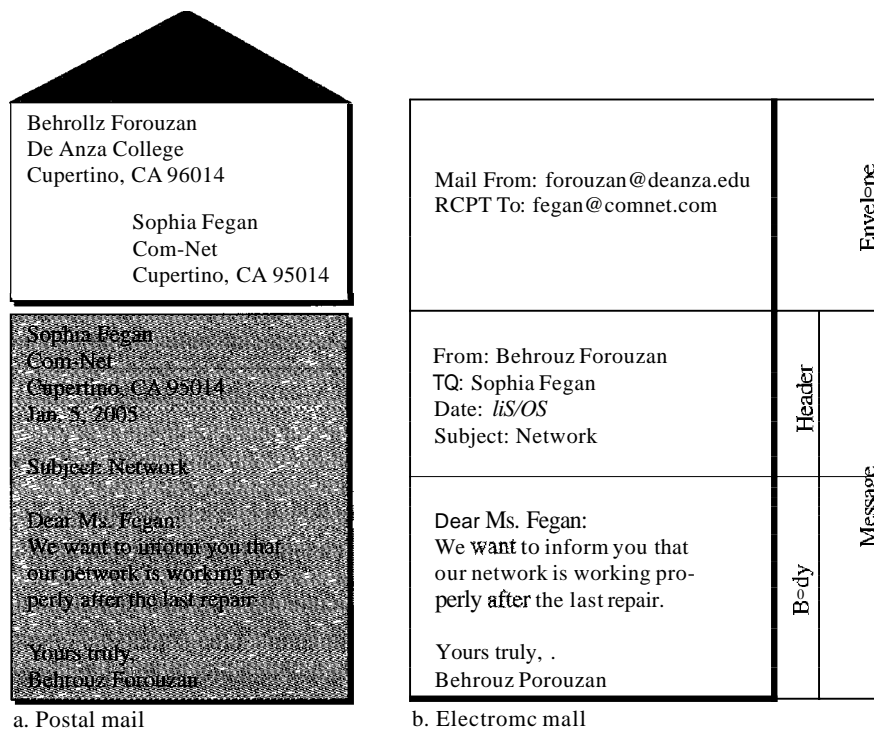 Behrollz Forouzan
De Anza College
Cupertino, CA 96014
Sophia Fegan
Com-Net
Cupertino, CA 95014
Sophia Fegan
Com-Net
Cupertino, CA 95014
Jan. 5, 2005
Subject: Network
Dear Ms. Fegan:
We want to inform you that
our network is working pro-
perly after the last repair.
Yours truly,
Behrouz Forouzan
a. Postal mail
Mail From: forouzan@deanza.edu
RCPT To: fegan@comnet.com
Envelope
From: Behrouz Forouzan
TQ: Sophia Fegan
Date: liS/OS
Subject: Network
Header
Dear Ms. Fegan:
We want to inform you that
our network is working pro-
perly after the last repair.
Yours truly, .
Behrouz Porouzan
B=dy
Message
b. Electromc mall